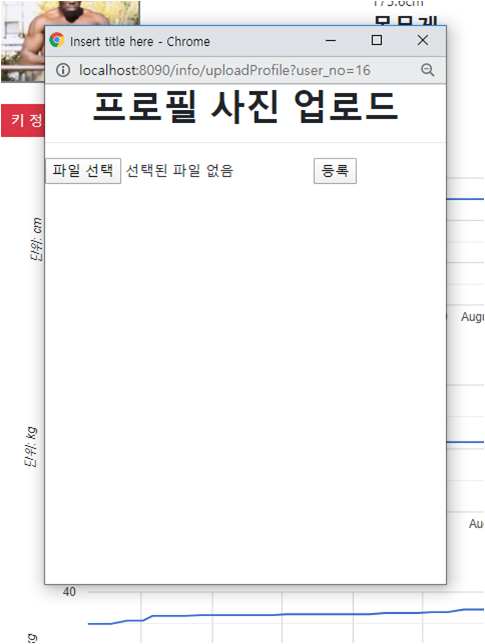 175.6cm
몸무게
Insert title here - Chrome
localhost:8090/info/uploadProfile?user_no=16
프로필 사진 업로드
키 정
파일 선택 선택된 파일 없음 등록
단위: cm
Augu
단위: kg
Au
40
kg